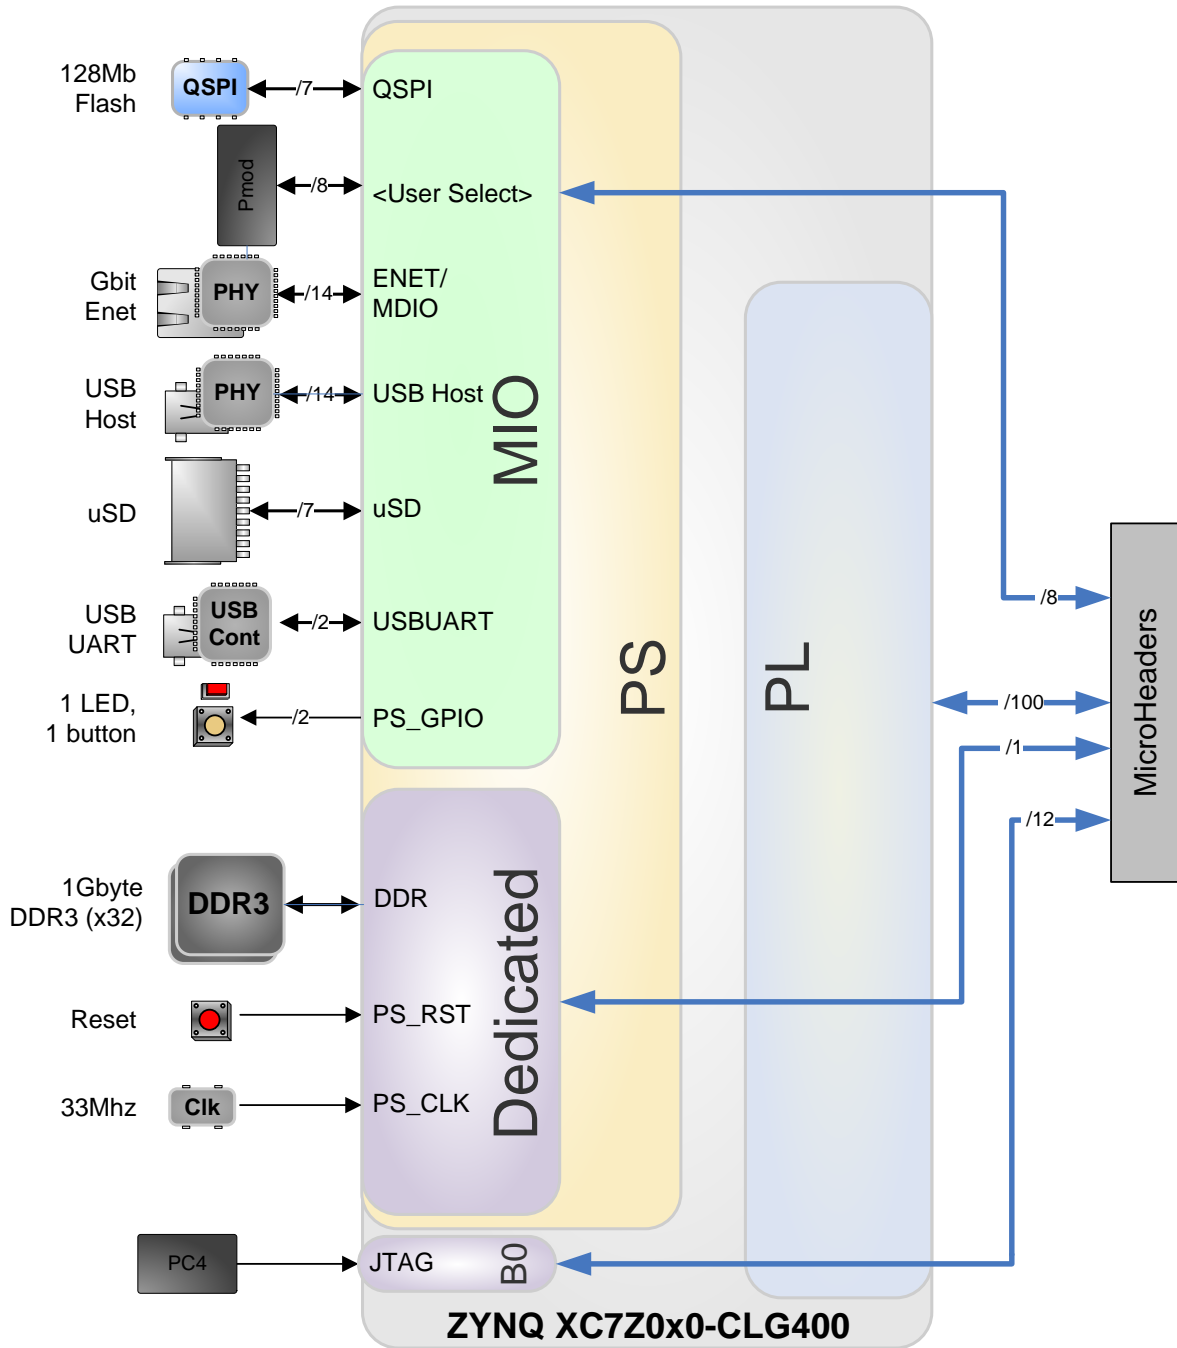 128Mb
Flash
QSPI
/7
QSPI
Pmod
/8
<User Select>
Gbit
Enet
PHY
/14
ENET/
MDIO
USB
Host
PHY
/14
USB Host
MIO
uSD
/7
uSD
USB
UART
USB
Cont
/2
USBUART
1 LED,
1 button
/2
PS_GPIO
PS
PL
/8
/100
/1
/12
MicroHeaders
1Gbyte
DDR3 (x32)
DDR3
DDR
Reset
PS_RST
33Mhz
Clk
PS_CLK
Dedicated
PC4
JTAG
B0
ZYNQ XC7Z0x0-CLG400